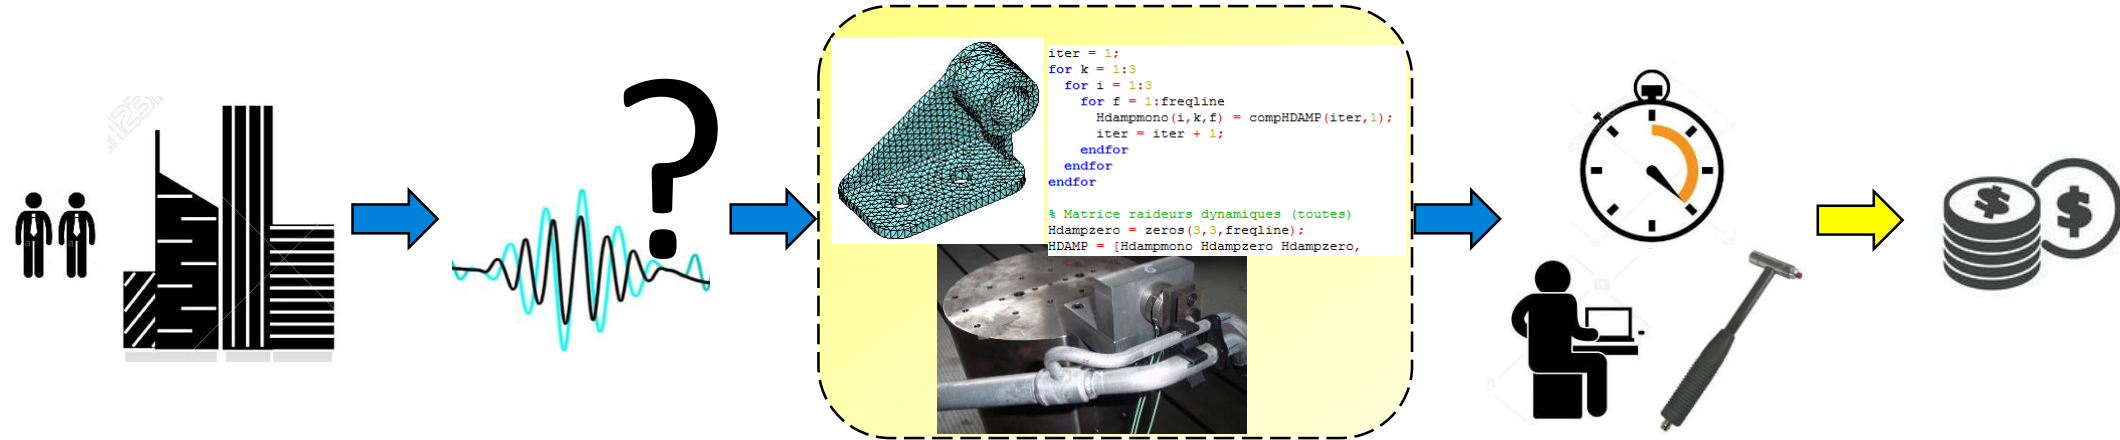 iter = 1;
for k = 1:3
for i = 1:3
for f = 1:freqline
Hdampmono(i,k,f) = compHDAMP(iter,1);
iter = iter + 1;
endfor
endfor
endfor
% Matrice raideurs dynamiques (toutes)
Hdampzero = zeros(3,3,freqline);
HDAMP = [Hdampmono Hdampzero Hdampzero,
?
6
$
$